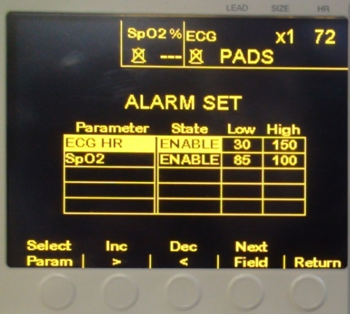 LEAD SIZE HR
SpO2 % ECG x1 72
--- PADS
ALARM SET
Parameter State Low High
ECG HR ENABLE 30 150
SpO2 ENABLE 85 100
Select Inc Dec Next
Param > < Field Return